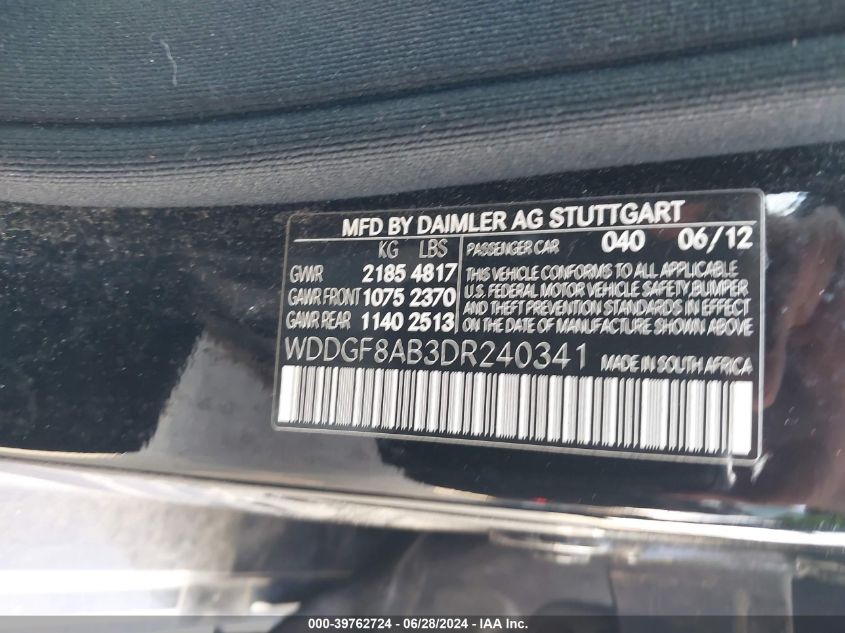 MFD BY DAIMLER AG STUTTGART
KG LBS
GVWR 2185 4817
GAWR FRONT 1075 2370
GAWR REAR 1140 2513
PASSENGER CAR 040 06/12
THIS VEHICLE CONFORMS TO ALL APPLICABLE
U.S. FEDERAL MOTOR VEHICLE SAFETY, BUMPER
AND THEFT PREVENTION STANDARDS IN EFFECT
ON THE DATE OF MANUFACTURE SHOWN ABOVE
WDDGF8AB3DR240341 MADE IN SOUTH AFRICA
000-39762724 | 06/28/2024 - IAA Inc.